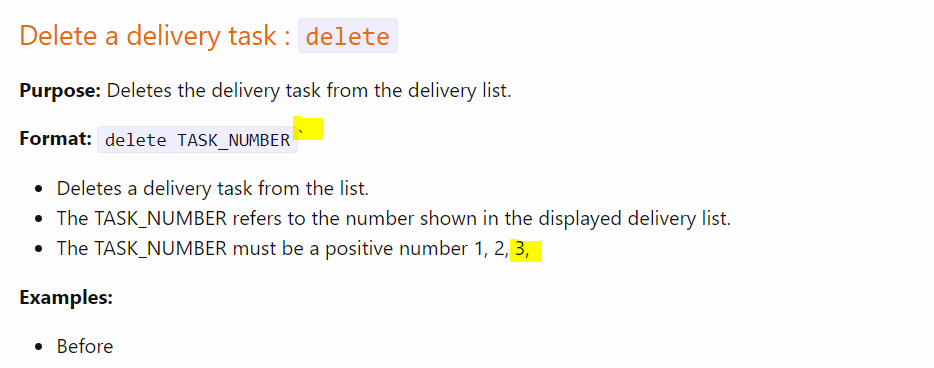 Delete a delivery task : delete
Purpose: Deletes the delivery task from the delivery list.
Format: delete TASK_NUMBER`
• Deletes a delivery task from the list.
• The TASK_NUMBER refers to the number shown in the displayed delivery list.
• The TASK_NUMBER must be a positive number 1, 2, 3,
Examples:
• Before